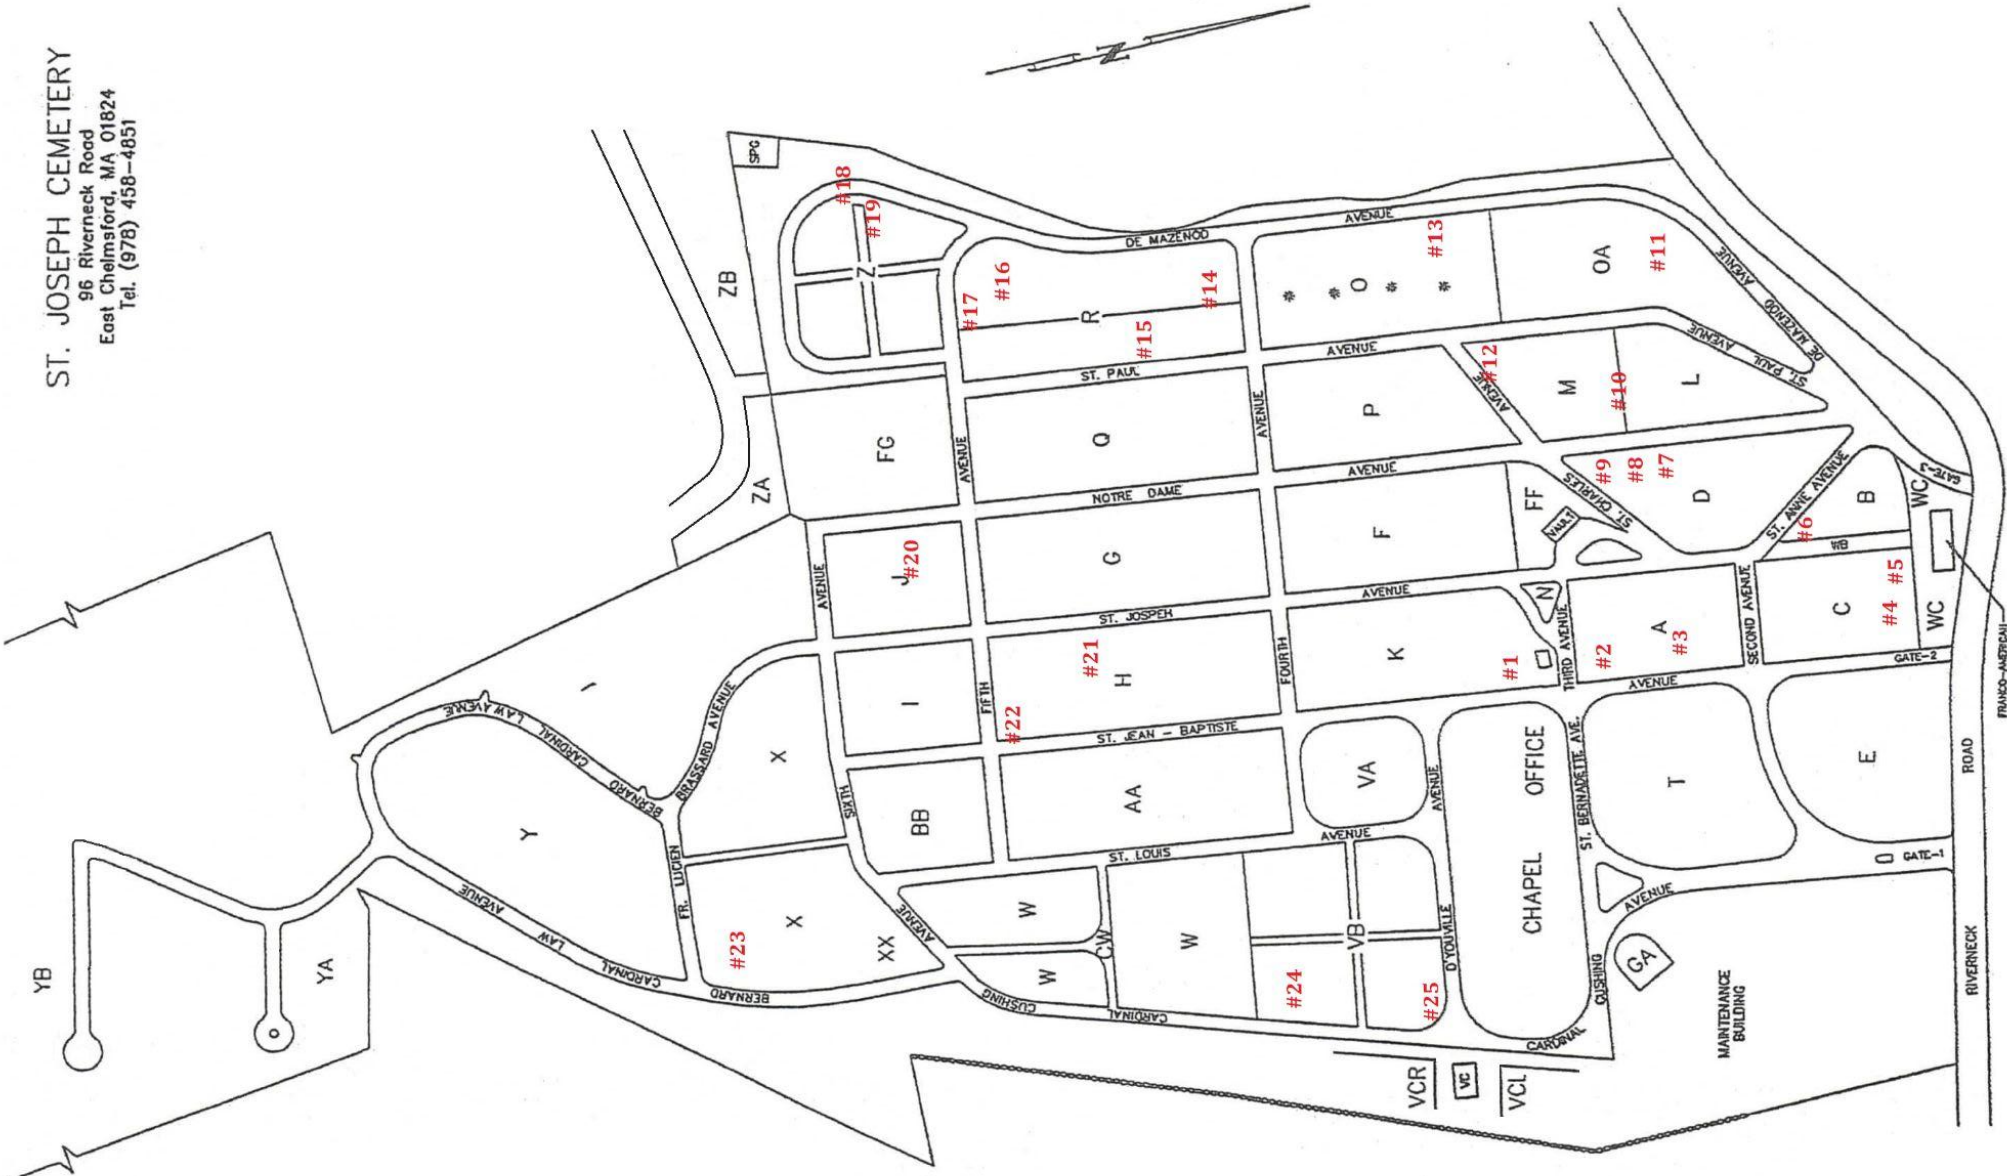 ST. JOSEPH CEMETERY
96 Riverneck Road
East Chelmsford, MA 01824
Tel. (978) 458-4851
N
SPG
ZB
#18
#19
Z
ZA
FG
DE MAZENOD
AVENUE
#17
#16
#14
R
#15
ST. PAUL
AVENUE
#13
O
OA
#11
AVENUE
DE MAZENOD
AVENUE
AVENUE
Q
P
AVENUE
#12
M
#10
L
AVENUE
ST. PAUL
NOTRE DAME
AVENUE
FF
VAULT
ST. CHARLES
#9
#8
#7
D
ST. ANNE AVENUE
#6
B
WB
WC
GATE-3
AVENUE
J
#20
G
F
ST. JOSPEH
AVENUE
N
THIRD AVENUE
A
#2
#3
SECOND AVENUE
C
#4
#5
WC
GATE-2
FRANCO-AMERICAN
I
FIFTH
#21
H
#22
FOURTH
K
#1
ST. JEAN - BAPTISTE
AVENUE
CARDINAL LAW AVENUE
BERNARD
BRASSARD AVENUE
X
SIXTH
BB
AA
VA
AVENUE
CHAPEL OFFICE
ST. BERNADETTE AVE.
T
E
ROAD
Y
FR. LUCIEN
ST. LOUIS
AVENUE
GATE-1
AVENUE
LAW
CARDINAL
BERNARD
#23
X
XX
AVENUE
W
CW
W
W
VB
D'YOUVILLE
#24
#25
CUSHING
CARDINAL
CARDINAL
CUSHING
AVENUE
GA
MAINTENANCE
BUILDING
RIVERNECK
YB
YA
VCR
VC
VCL